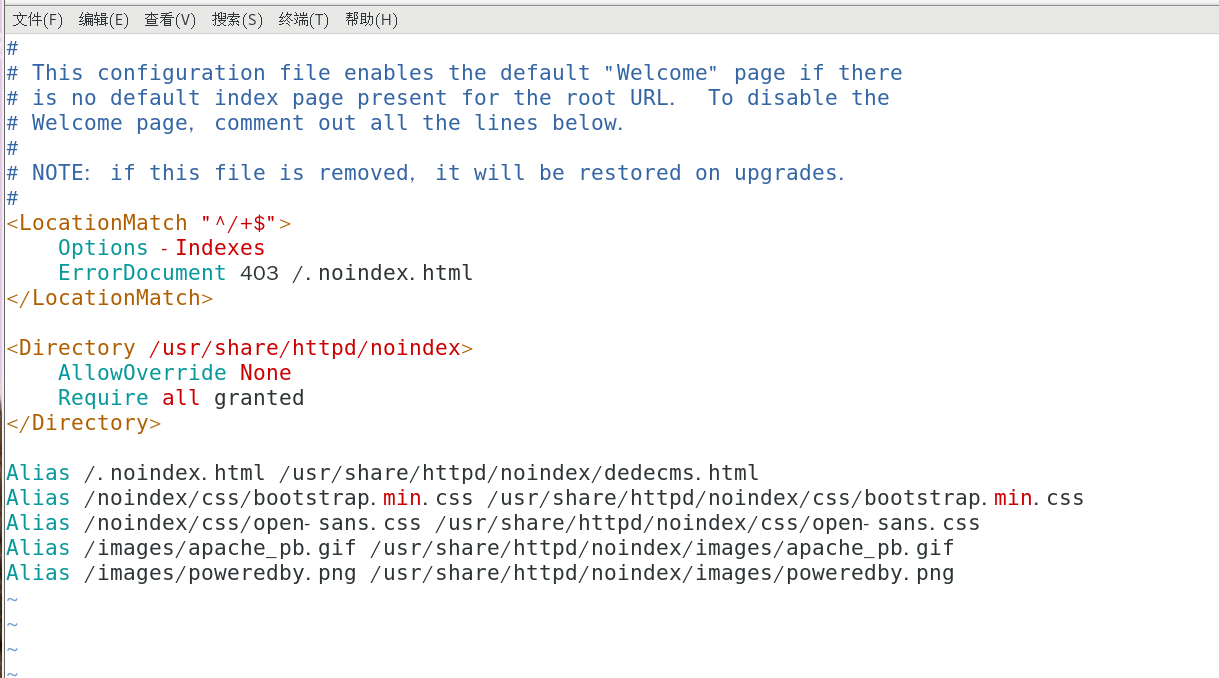 文件(F) 编辑(E) 查看(V) 搜索(S) 终端(T) 帮助(H)
#
# This configuration file enables the default "Welcome" page if there
# is no default index page present for the root URL.  To disable the
# Welcome page, comment out all the lines below.
#
# NOTE: if this file is removed, it will be restored on upgrades.
#
<LocationMatch "^/+$">
    Options -Indexes
    ErrorDocument 403 /.noindex.html
</LocationMatch>

<Directory /usr/share/httpd/noindex>
    AllowOverride None
    Require all granted
</Directory>

Alias /.noindex.html /usr/share/httpd/noindex/dedecms.html
Alias /noindex/css/bootstrap.min.css /usr/share/httpd/noindex/css/bootstrap.min.css
Alias /noindex/css/open-sans.css /usr/share/httpd/noindex/css/open-sans.css
Alias /images/apache_pb.gif /usr/share/httpd/noindex/images/apache_pb.gif
Alias /images/poweredby.png /usr/share/httpd/noindex/images/poweredby.png
~
~
~
~